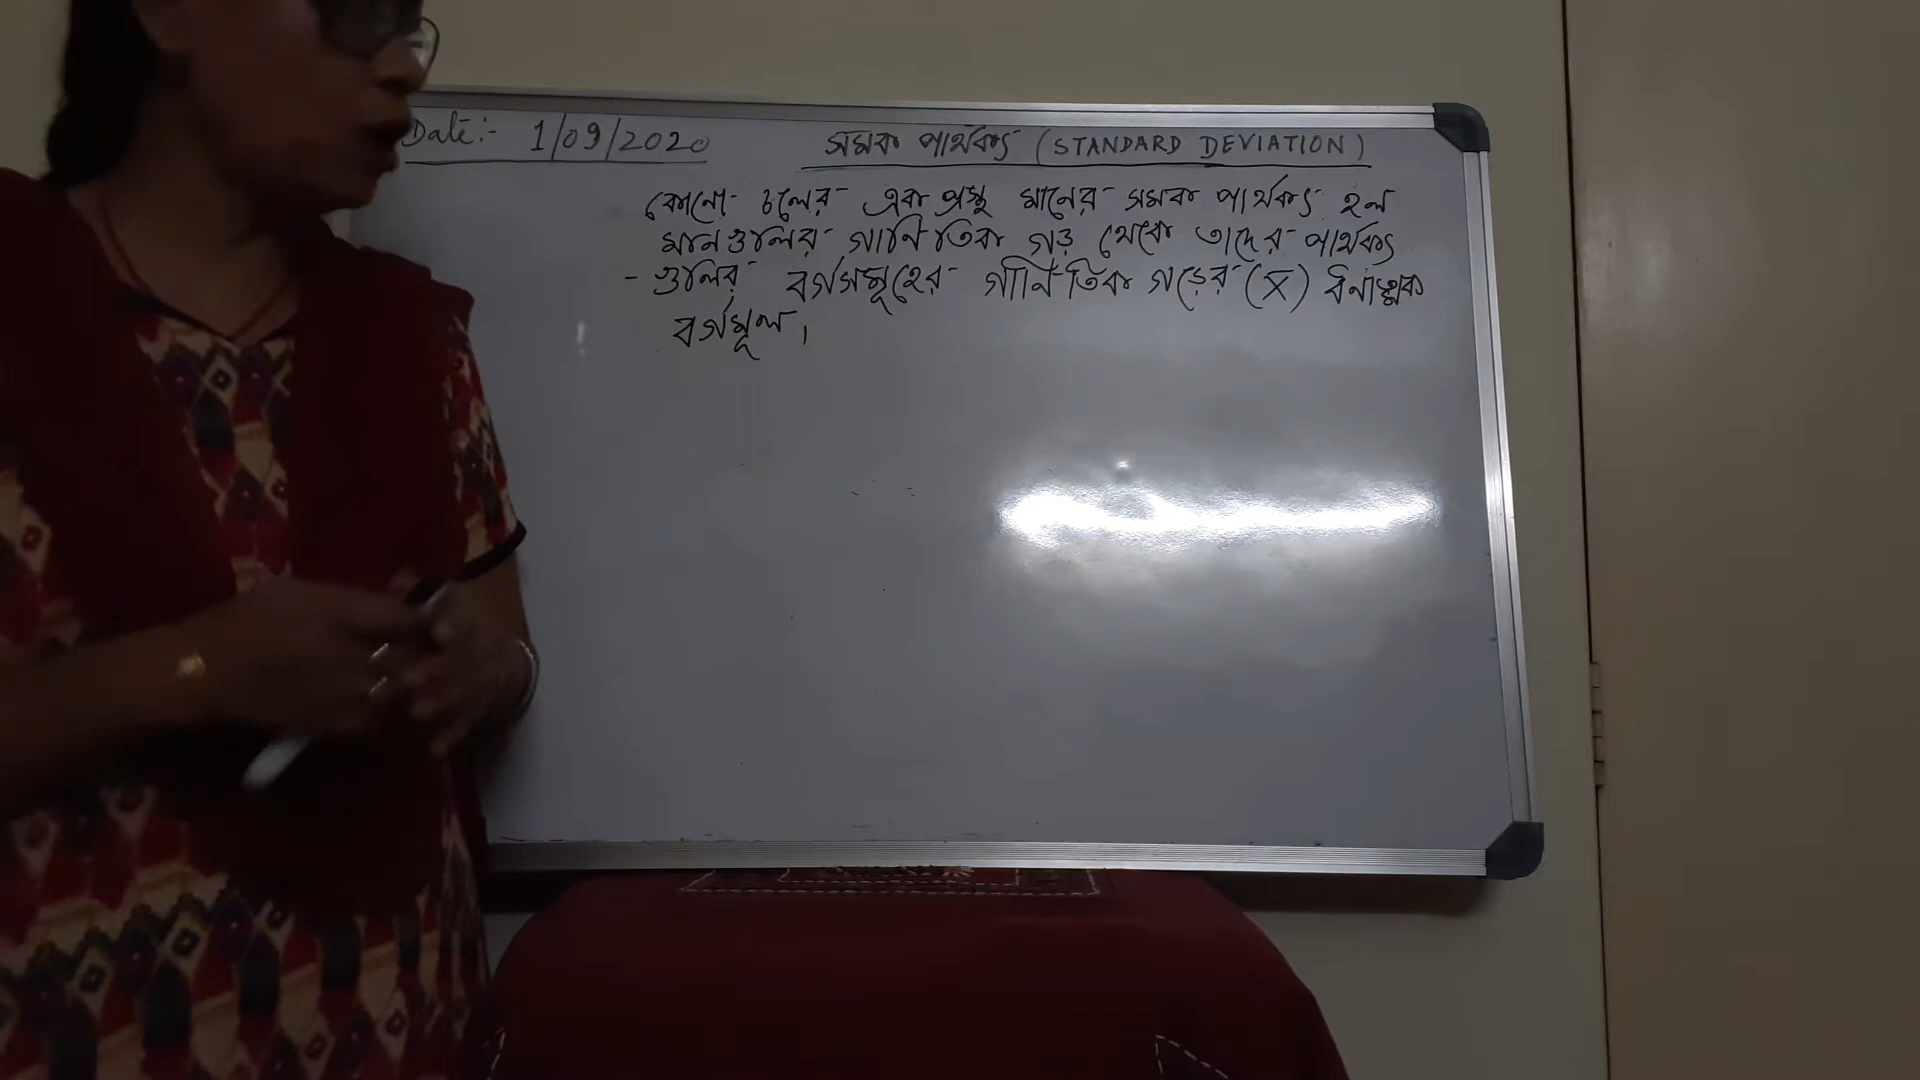 Date:- 1/09/2020
সমক পার্থক্য (STANDARD DEVIATION)
কোনো চলের এক প্রস্থ মানের সমক পার্থক্য হল
মানগুলির গাণিতিক গড় থেকে তাদের পার্থক্য
- গুলির বর্গসমূহের গাণিতিক গড়ের (x̄) ধনাত্মক
বর্গমূল।